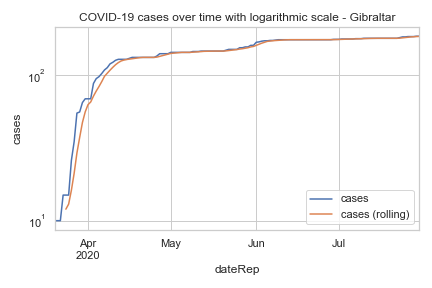 COVID-19 cases over time with logarithmic scale - Gibraltar
10²
cases
10¹
cases
cases (rolling)
Apr
2020
May
Jun
Jul
dateRep